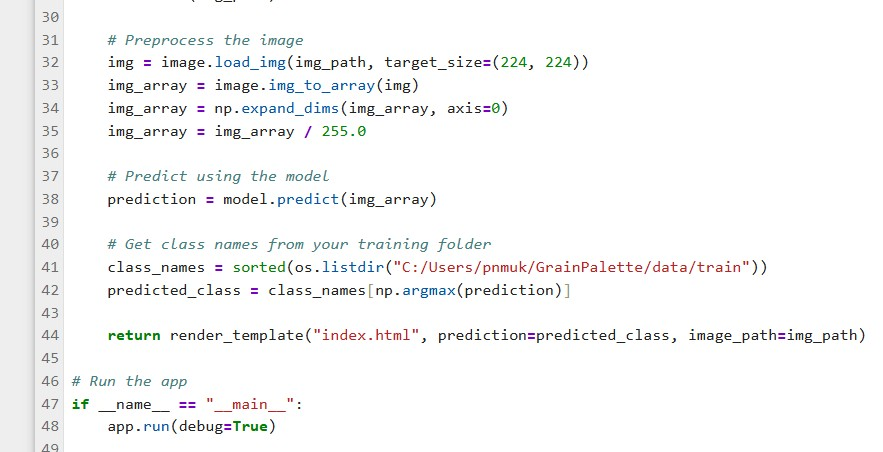 30
31     # Preprocess the image
32     img = image.load_img(img_path, target_size=(224, 224))
33     img_array = image.img_to_array(img)
34     img_array = np.expand_dims(img_array, axis=0)
35     img_array = img_array / 255.0
36
37     # Predict using the model
38     prediction = model.predict(img_array)
39
40     # Get class names from your training folder
41     class_names = sorted(os.listdir("C:/Users/pnmuk/GrainPalette/data/train"))
42     predicted_class = class_names[np.argmax(prediction)]
43
44     return render_template("index.html", prediction=predicted_class, image_path=img_path)
45
46 # Run the app
47 if __name__ == "__main__":
48     app.run(debug=True)
49